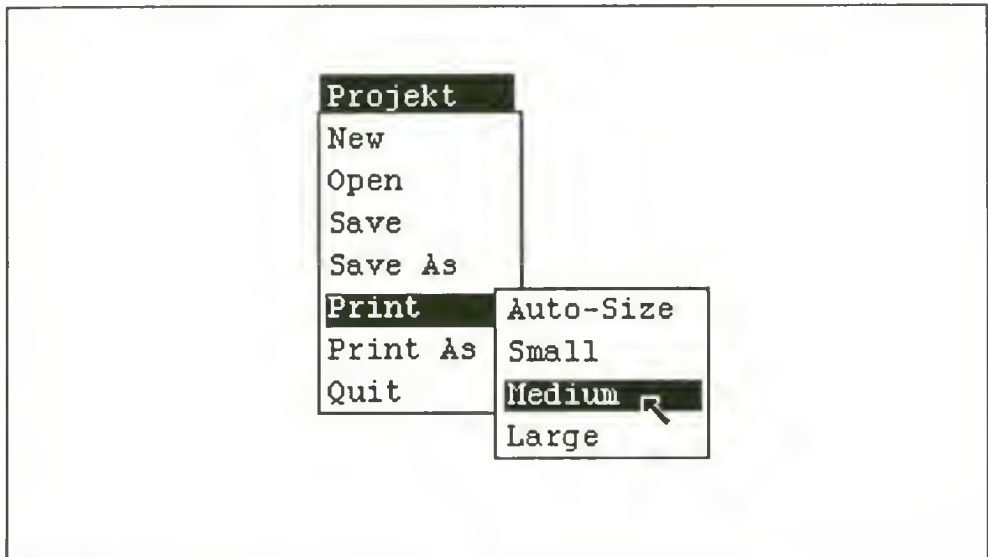 Projekt
New
Open
Save
Save As
Print
Print As
Quit
Auto-Size
Small
Medium
Large